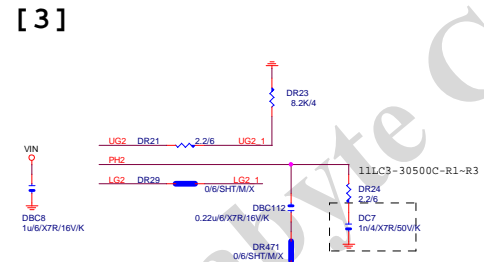 [3]
DR23
8.2K/4
UG2 DR21 2.2/6 UG2_1
VIN
PH2
11LC3-30500C-R1~R3
LG2 DR29 LG2_1
0/6/SHT/M/X
DR24
2.2/6
DBC112
0.22u/6/X7R/16V/K
DBC8
1u/6/X7R/16V/K
DC7
1n/4/X7R/50V/K
DR471
0/6/SHT/M/X
byte C